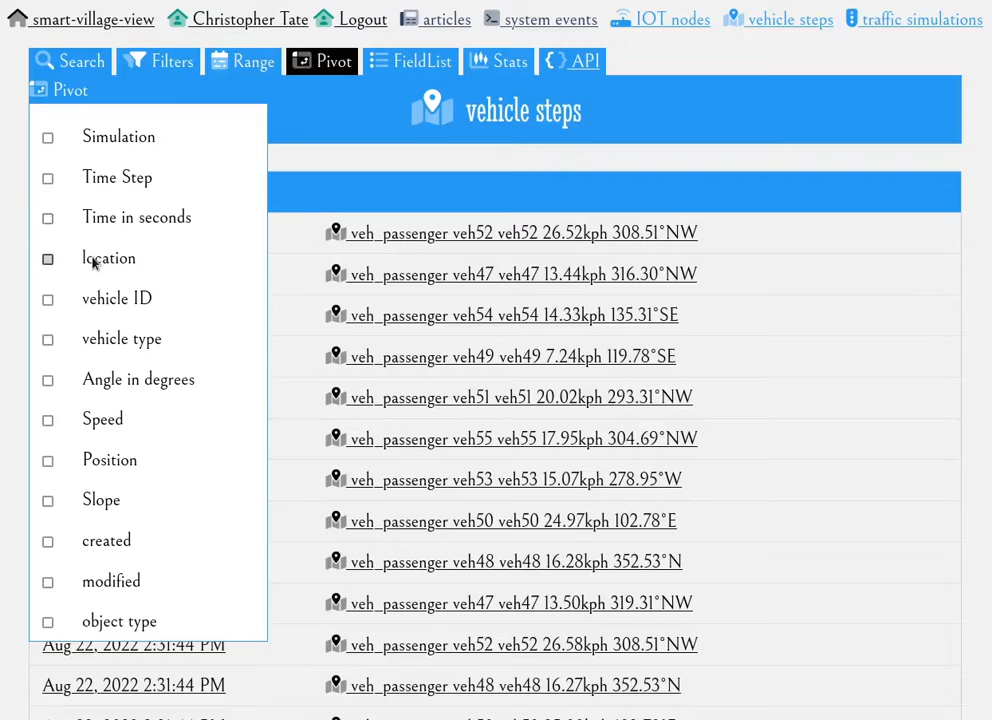 smart-village-view Christopher Tate Logout articles system events IOT nodes vehicle steps traffic simulations
Search Filters Range Pivot FieldList Stats API
Pivot
vehicle steps
Simulation
Time Step
Time in seconds
location
vehicle ID
vehicle type
Angle in degrees
Speed
Position
Slope
created
modified
object type
veh_passenger veh52 veh52 26.52kph 308.51°NW
veh_passenger veh47 veh47 13.44kph 316.30°NW
veh_passenger veh54 veh54 14.33kph 135.31°SE
veh_passenger veh49 veh49 7.24kph 119.78°SE
veh_passenger veh51 veh51 20.02kph 293.31°NW
veh_passenger veh55 veh55 17.95kph 304.69°NW
veh_passenger veh53 veh53 15.07kph 278.95°W
veh_passenger veh50 veh50 24.97kph 102.78°E
veh_passenger veh48 veh48 16.28kph 352.53°N
veh_passenger veh47 veh47 13.50kph 319.31°NW
Aug 22, 2022 2:31:44 PM veh_passenger veh52 veh52 26.58kph 308.51°NW
Aug 22, 2022 2:31:44 PM veh_passenger veh48 veh48 16.27kph 352.53°N